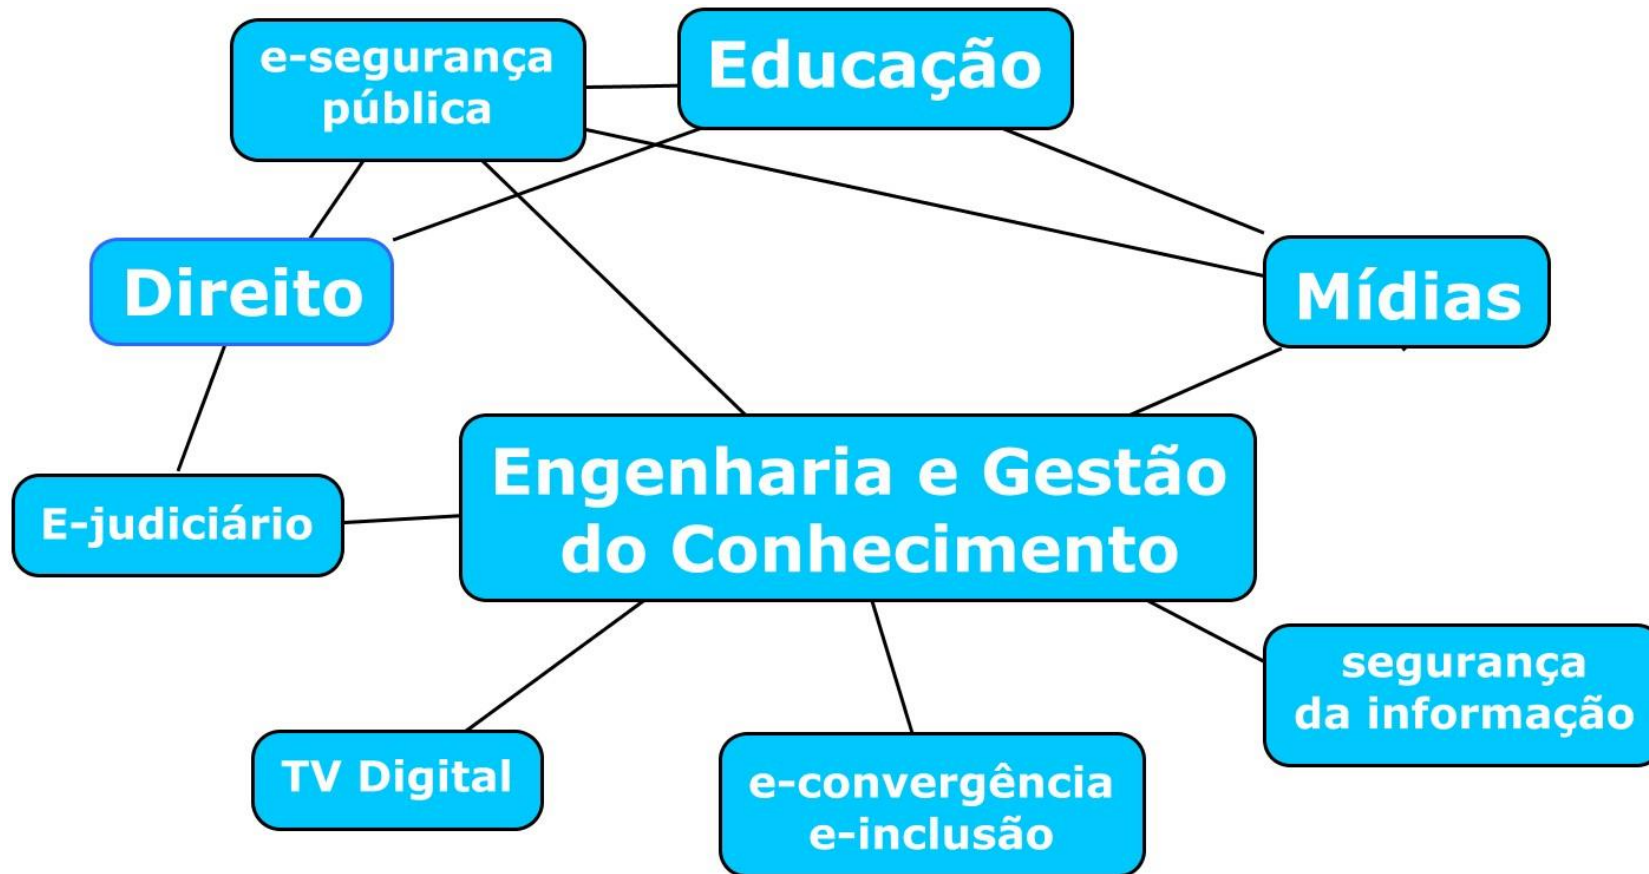 e-segurança
pública
Educação
Direito
Mídias
Engenharia e Gestão
do Conhecimento
E-judiciário
segurança
da informação
TV Digital
e-convergência
e-inclusão